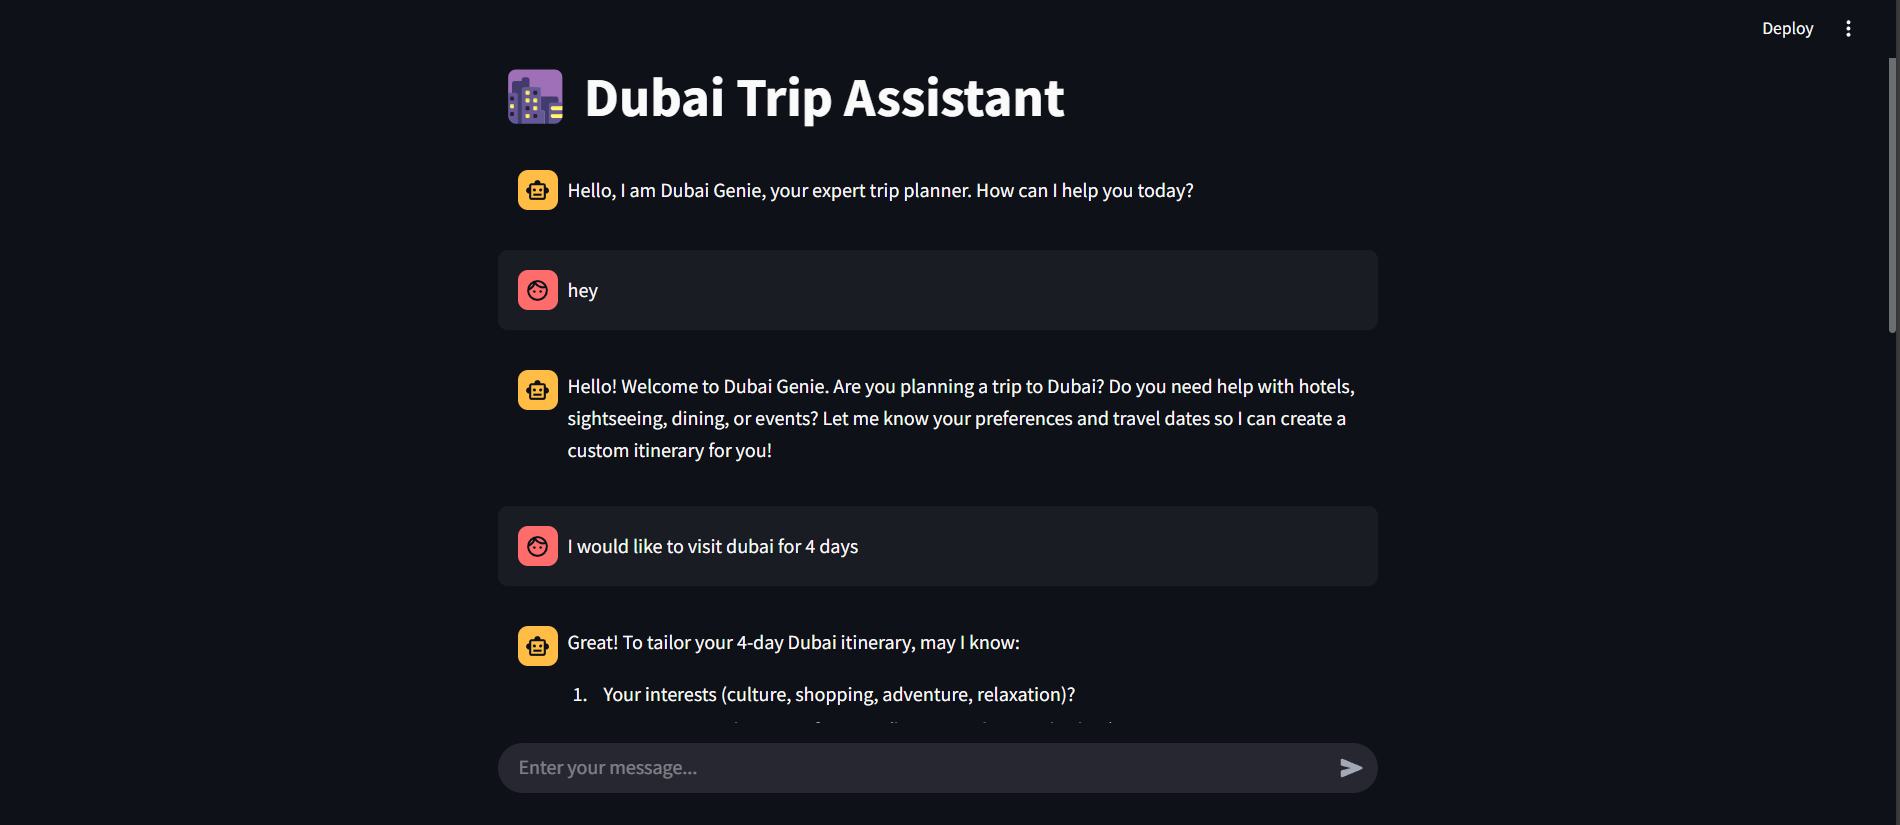 Deploy
Dubai Trip Assistant
Hello, I am Dubai Genie, your expert trip planner. How can I help you today?
hey
Hello! Welcome to Dubai Genie. Are you planning a trip to Dubai? Do you need help with hotels,
sightseeing, dining, or events? Let me know your preferences and travel dates so I can create a
custom itinerary for you!
I would like to visit dubai for 4 days
Great! To tailor your 4-day Dubai itinerary, may I know:
1. Your interests (culture, shopping, adventure, relaxation)?
Enter your message...